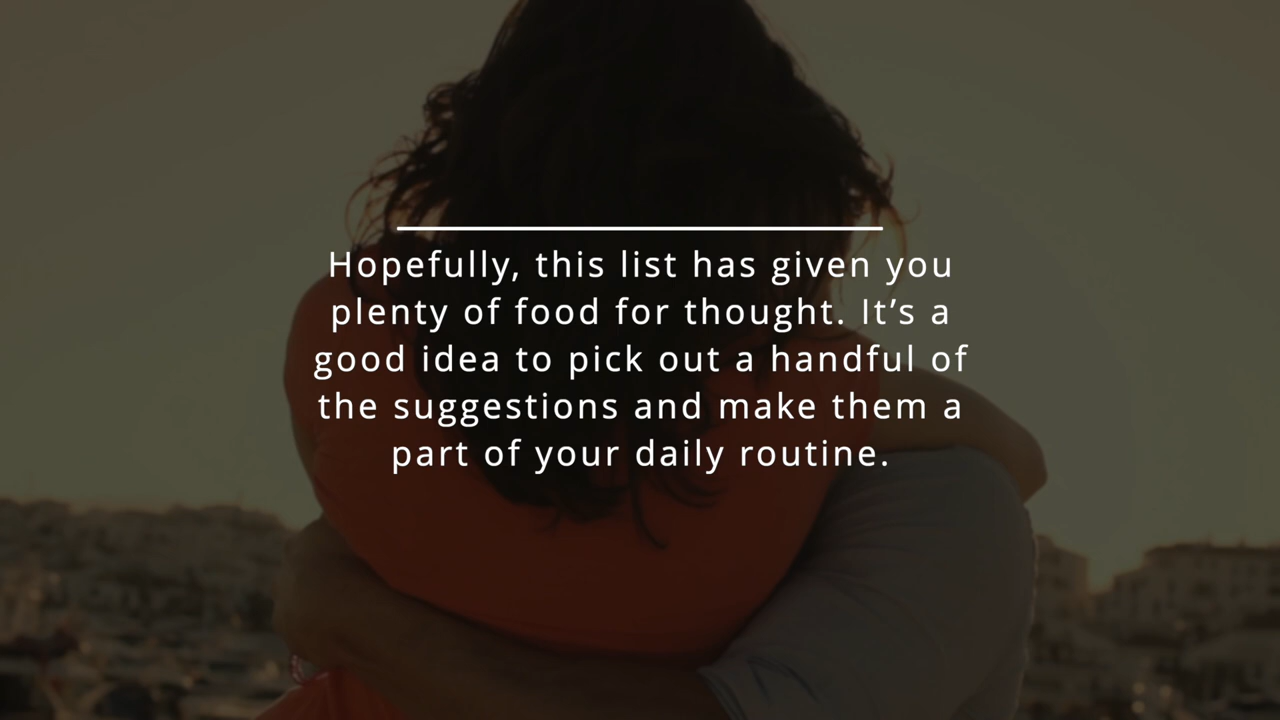 Hopefully, this list has given you
plenty of food for thought. It’s a
good idea to pick out a handful of
the suggestions and make them a
part of your daily routine.